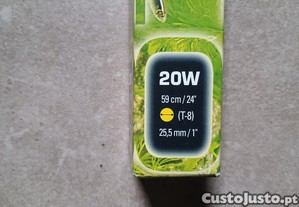 20W
59 cm / 24"
(T-8)
25,5 mm / 1"
CustoJusto.pt